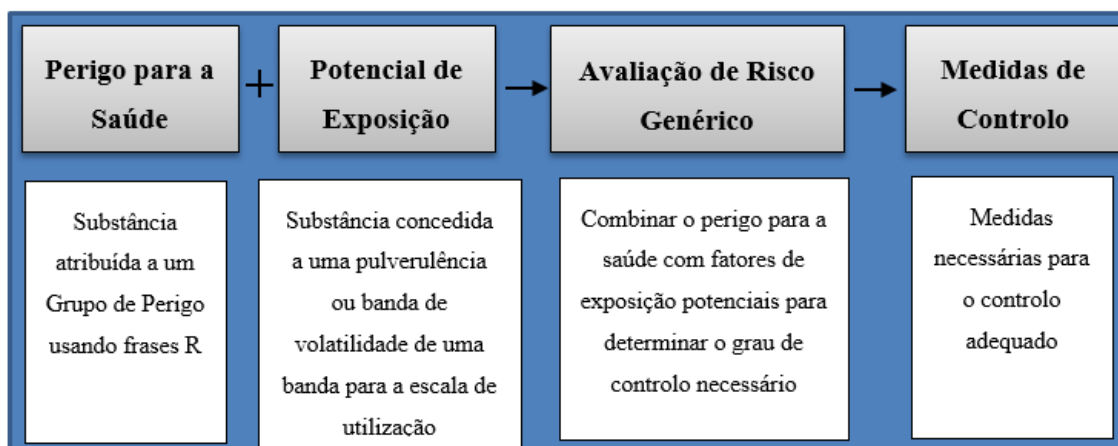 Perigo para a
Saúde
+
Potencial de
Exposição
Avaliação de Risco
Genérico
Medidas de
Controlo
Substância
atribuída a um
Grupo de Perigo
usando frases R
Substância concedida
a uma pulverulência
ou banda de
volatilidade de uma
banda para a escala de
utilização
Combinar o perigo para a
saúde com fatores de
exposição potenciais para
determinar o grau de
controlo necessário
Medidas
necessárias para
o controlo
adequado